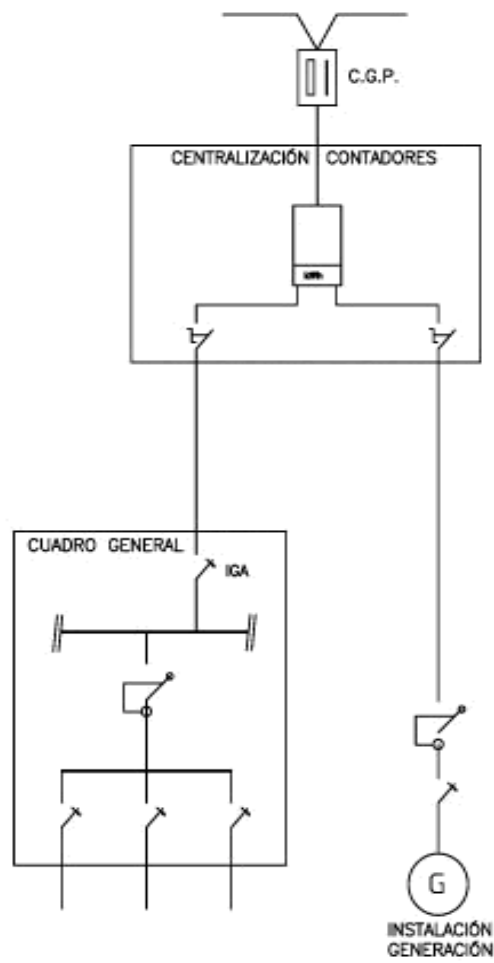 C.G.P.
CENTRALIZACIÓN CONTADORES
CUADRO GENERAL
IGA
G
INSTALACIÓN
GENERACIÓN